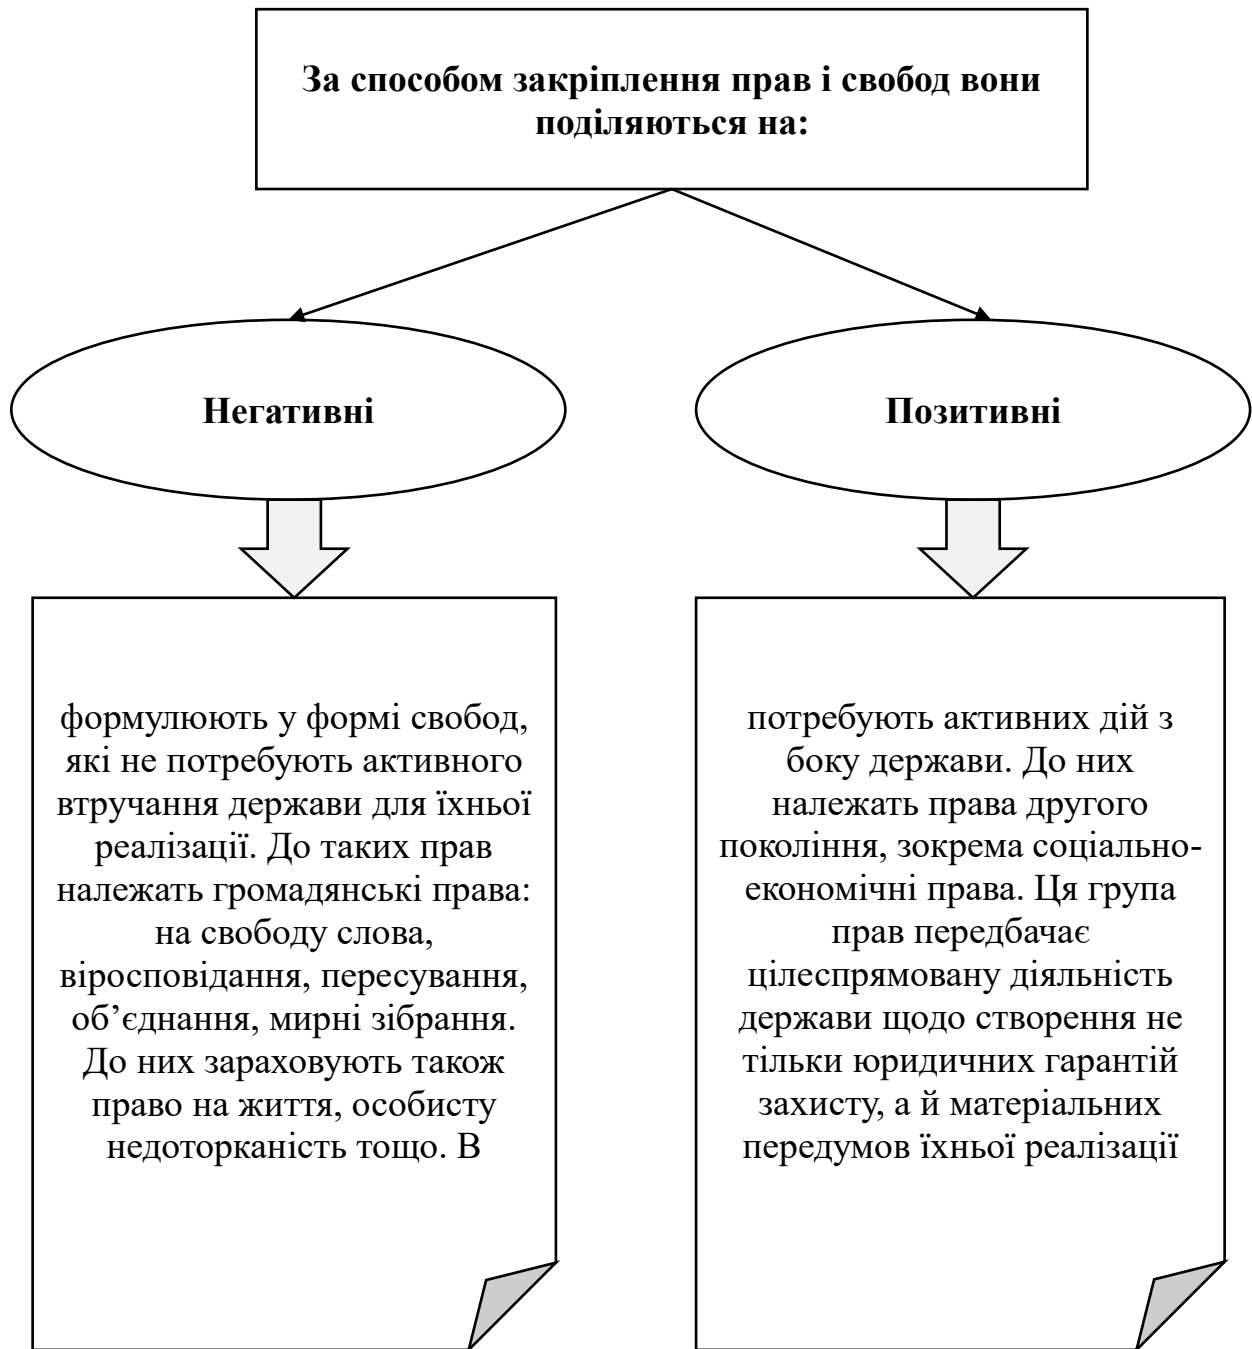 За способом закріплення прав і свобод вони
поділяються на:
Негативні
Позитивні
формулюють у формі свобод,
які не потребують активного
втручання держави для їхньої
реалізації. До таких прав
належать громадянські права:
на свободу слова,
віросповідання, пересування,
об’єднання, мирні зібрання.
До них зараховують також
право на життя, особисту
недоторканість тощо. В
потребують активних дій з
боку держави. До них
належать права другого
покоління, зокрема соціально-
економічні права. Ця група
прав передбачає
цілеспрямовану діяльність
держави щодо створення не
тільки юридичних гарантій
захисту, а й матеріальних
передумов їхньої реалізації